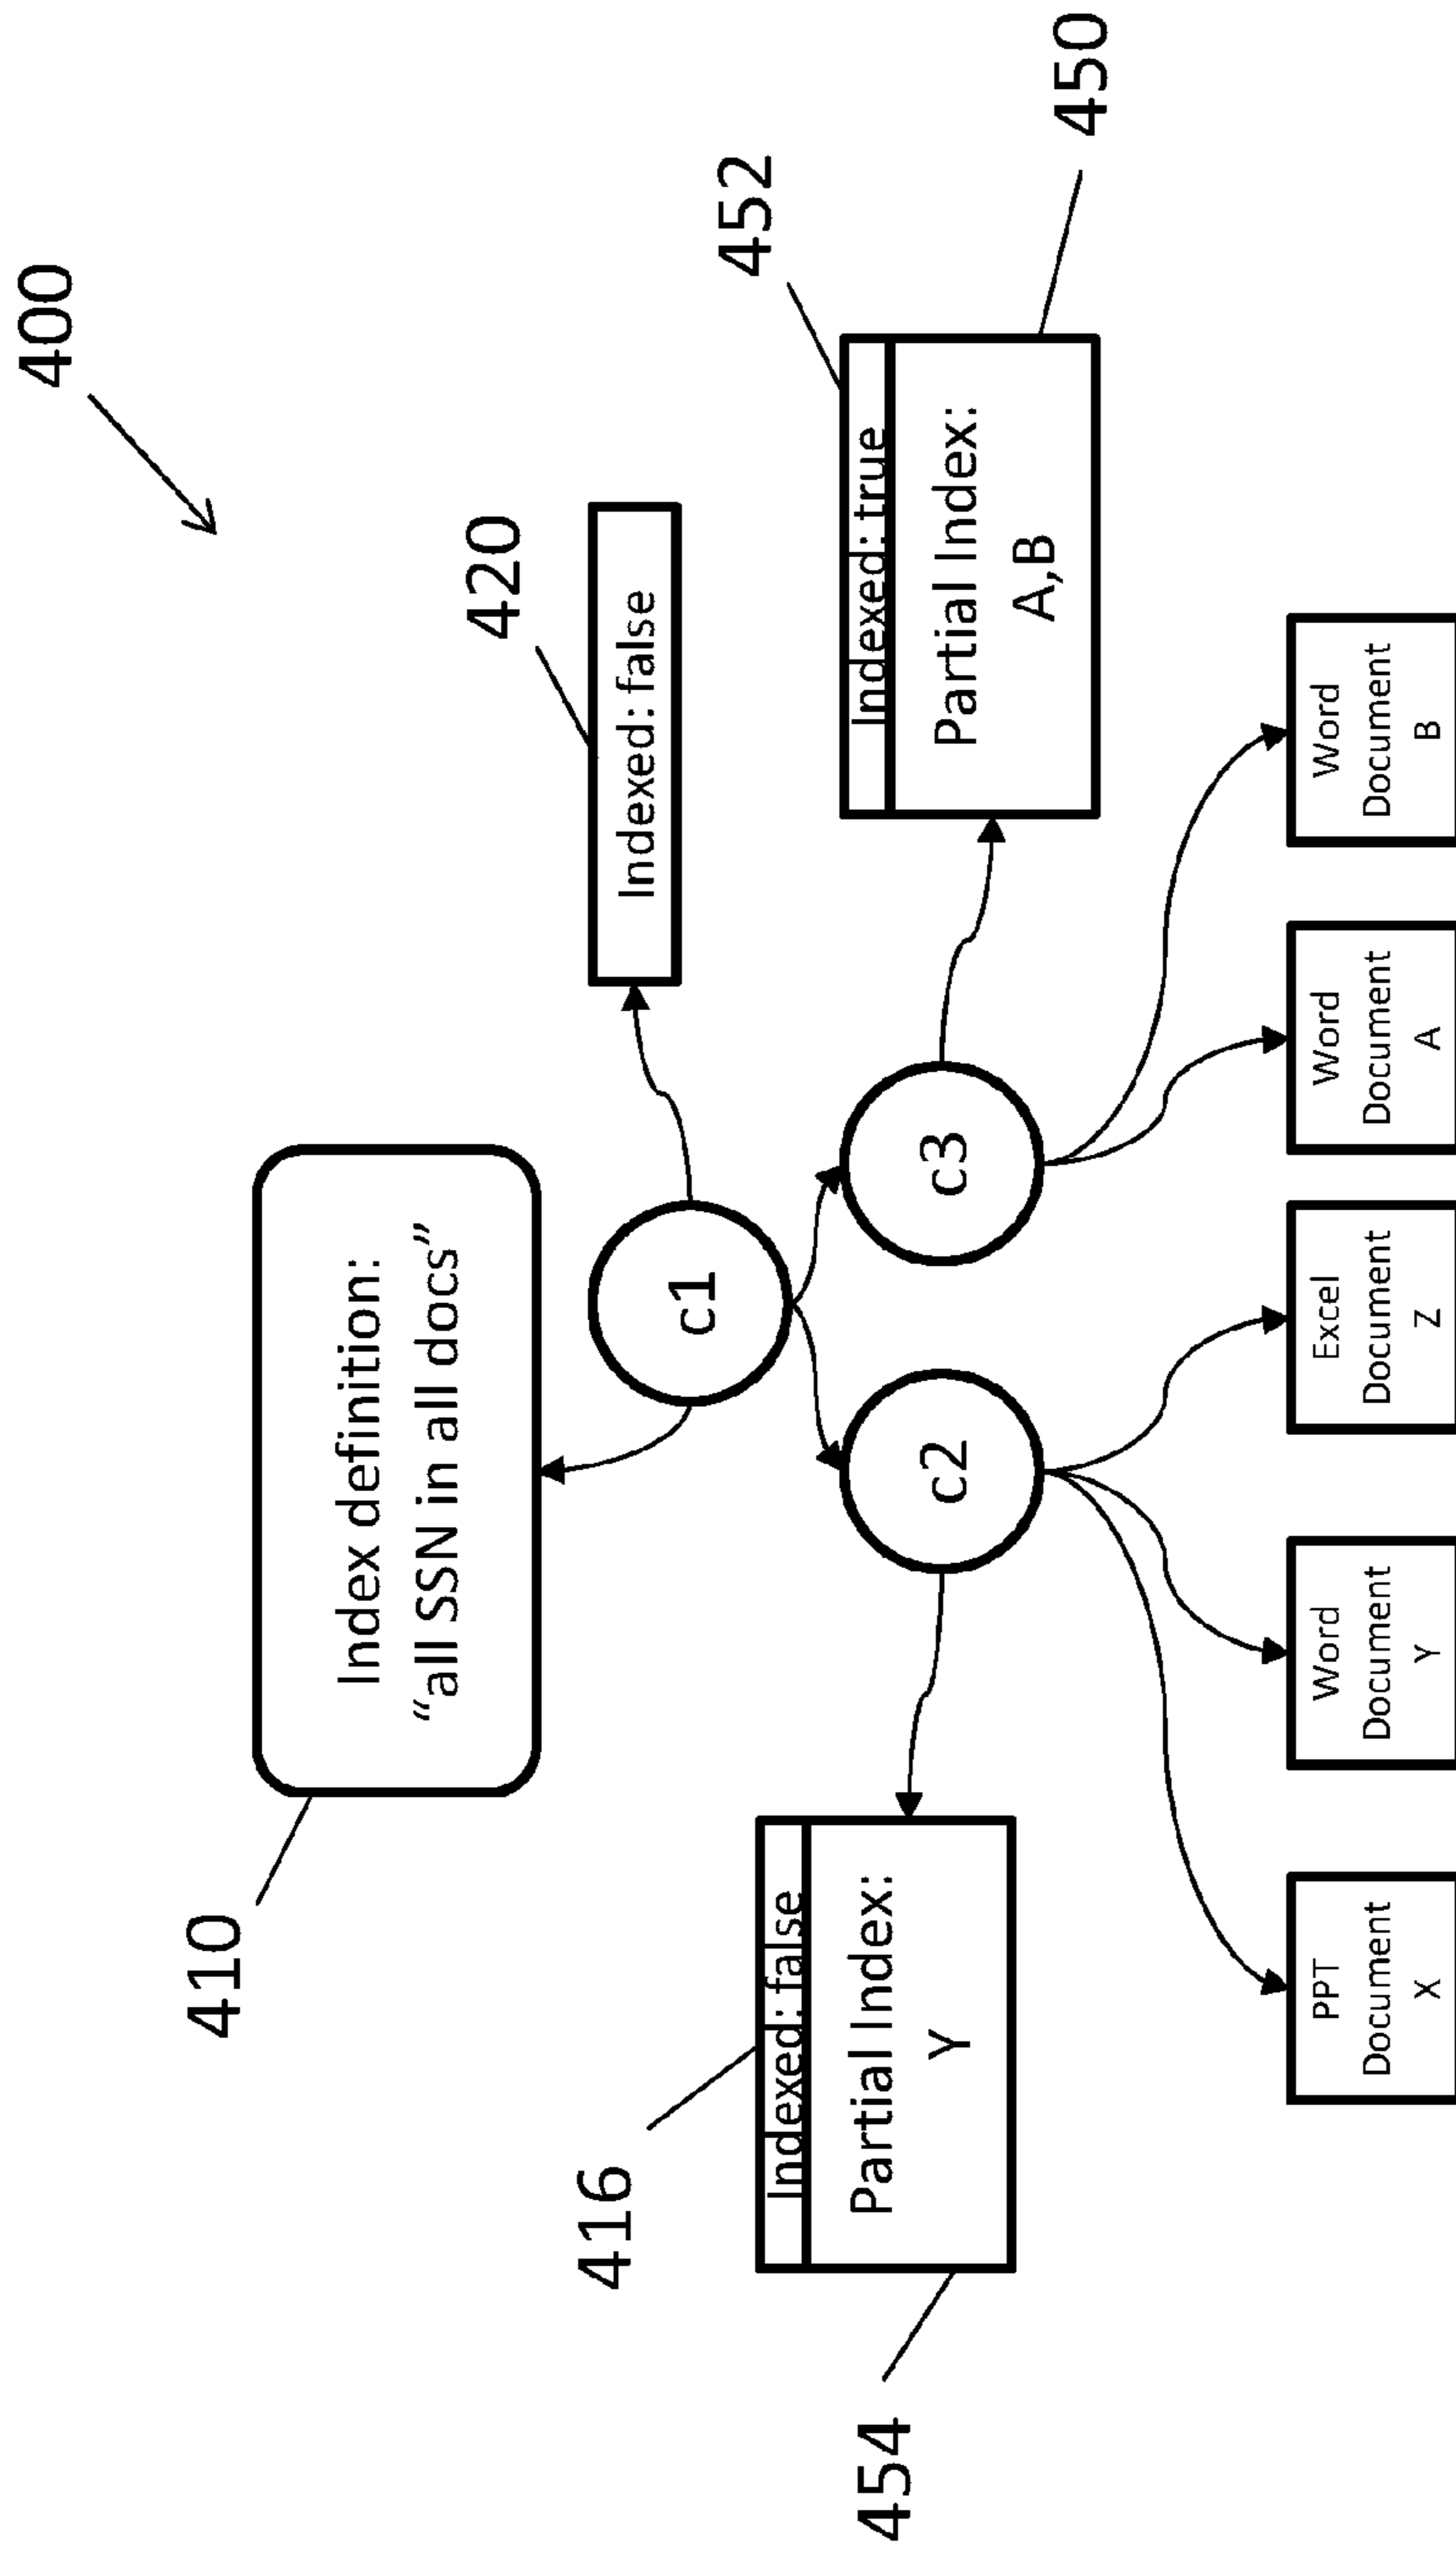 400
410
Index definition:
“all SSN in all docs”
420
Indexed: false
c1
416
Indexed: false
Partial Index:
Y
454
c2
c3
452
Indexed: true
Partial Index:
A,B
450
PPT
Document
X
Word
Document
Y
Excel
Document
Z
Word
Document
A
Word
Document
B